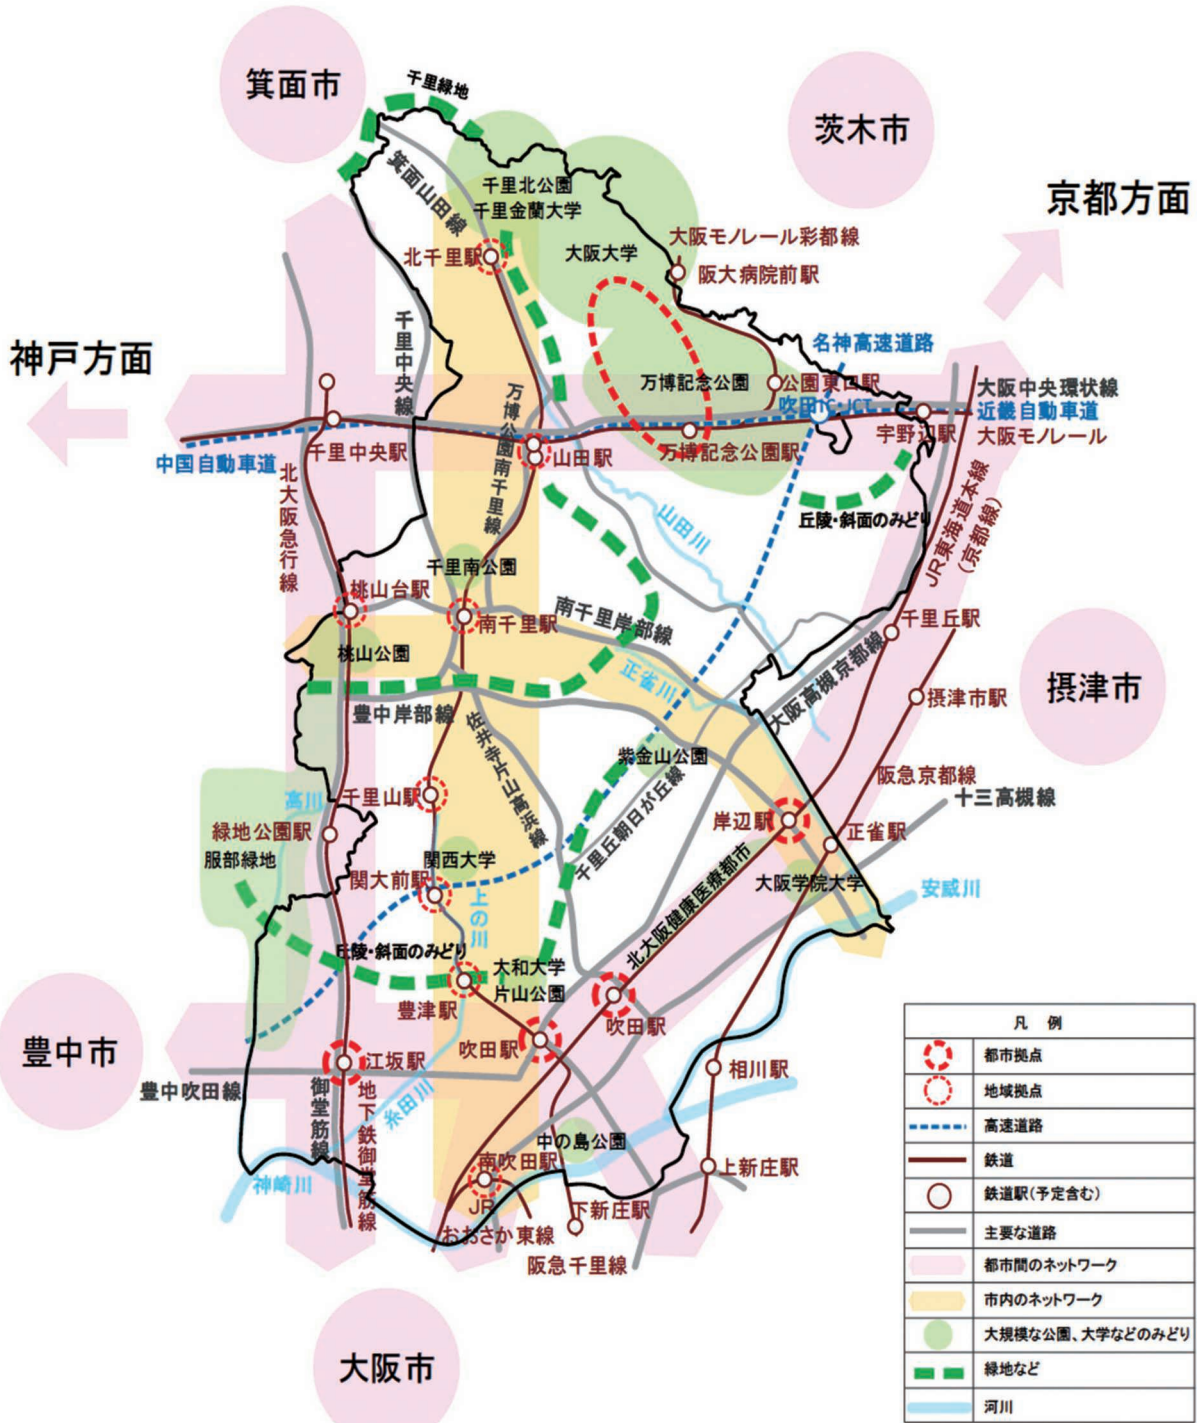 箕面市
千里緑地
茨木市
京都方面
箕面山田線
千里北公園
千里金蘭大学
北千里駅
大阪大学
大阪モノレール彩都線
阪大病院前駅
千里中央線
名神高速道路
神戸方面
万博公園南千里線
万博記念公園
公園東口駅
吹田IC・JCT
大阪中央環状線
近畿自動車道
大阪モノレール
宇野辺駅
中国自動車道
千里中央駅
山田駅
万博記念公園駅
北大阪急行線
丘陵・斜面のみどり
山田川
JR東海道本線
(京都線)
千里南公園
桃山台駅
南千里駅
南千里岸部線
千里丘駅
桃山公園
正雀川
大阪高槻京都線
摂津市
摂津市駅
豊中岸部線
佐井寺片山高浜線
紫金山公園
阪急京都線
高川
千里山駅
千里丘朝日が丘線
十三高槻線
緑地公園駅
岸辺駅
正雀駅
服部緑地
関西大学
関大前駅
大阪学院大学
安威川
上の川
北大阪健康医療都市
丘陵・斜面のみどり
大和大学
片山公園
豊津駅
吹田駅
吹田駅
豊中市
江坂駅
相川駅
豊中吹田線
御堂筋線
地下鉄御堂筋線
糸田川
中の島公園
南吹田駅
上新庄駅
神崎川
JR
おおさか東線
下新庄駅
阪急千里線
大阪市
凡 例
都市拠点
地域拠点
高速道路
鉄道
鉄道駅(予定含む)
主要な道路
都市間のネットワーク
市内のネットワーク
大規模な公園、大学などのみどり
緑地など
河川